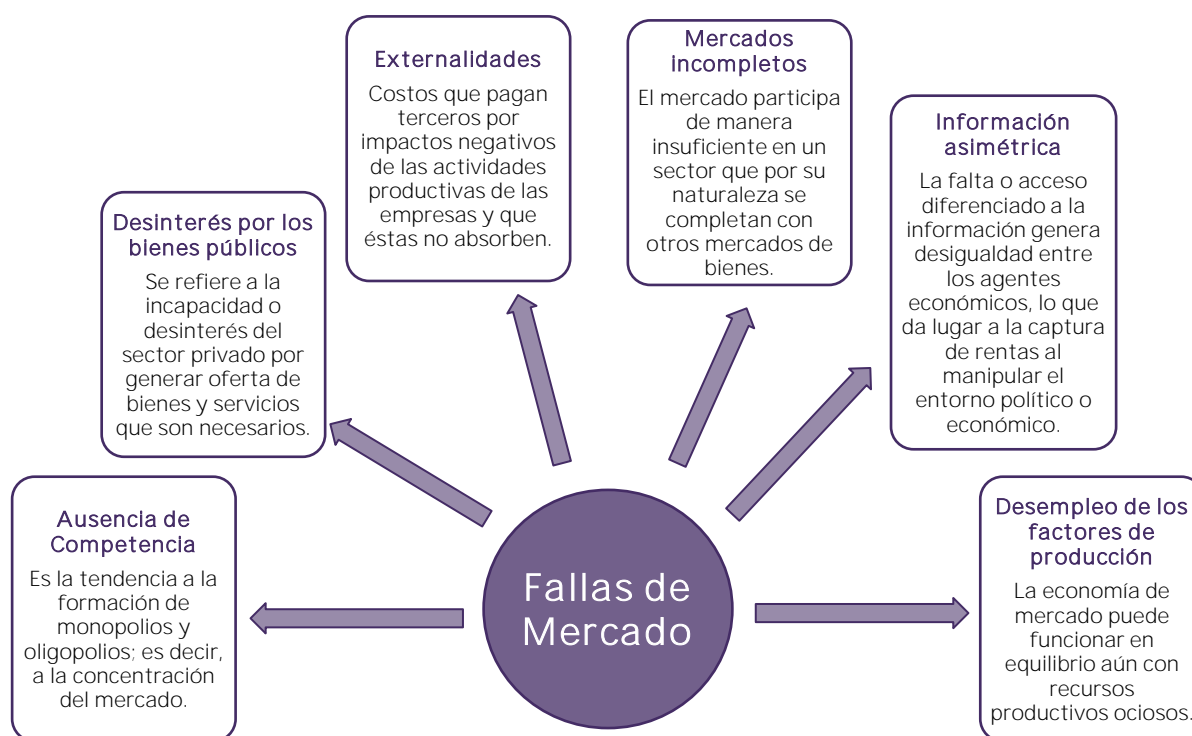 Externalidades
Costos que pagan
terceros por
impactos negativos
de las actividades
productivas de las
empresas y que
éstas no absorben.
Mercados
incompletos
El mercado participa
de manera
insuficiente en un
sector que por su
naturaleza se
completan con
otros mercados de
bienes.
Información
asimétrica
La falta o acceso
diferenciado a la
información genera
desigualdad entre
los agentes
económicos, lo que
da lugar a la captura
de rentas al
manipular el
entorno político o
económico.
Desinterés por los
bienes públicos
Se refiere a la
incapacidad o
desinterés del
sector privado por
generar oferta de
bienes y servicios
que son necesarios.
Ausencia de
Competencia
Es la tendencia a la
formación de
monopolios y
oligopolios; es decir,
a la concentración
del mercado.
Fallas de
Mercado
Desempleo de los
factores de
producción
La economía de
mercado puede
funcionar en
equilibrio aún con
recursos
productivos ociosos.